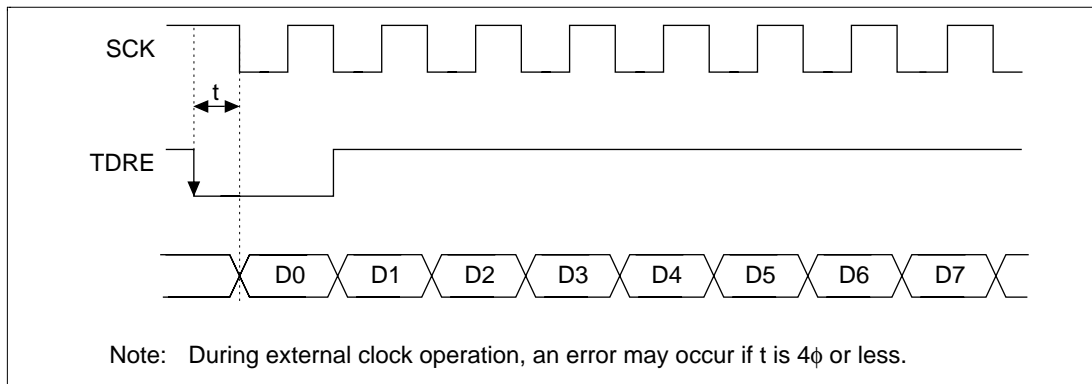 SCK
t
TDRE
D0 D1 D2 D3 D4 D5 D6 D7
Note: During external clock operation, an error may occur if t is 4ϕ or less.